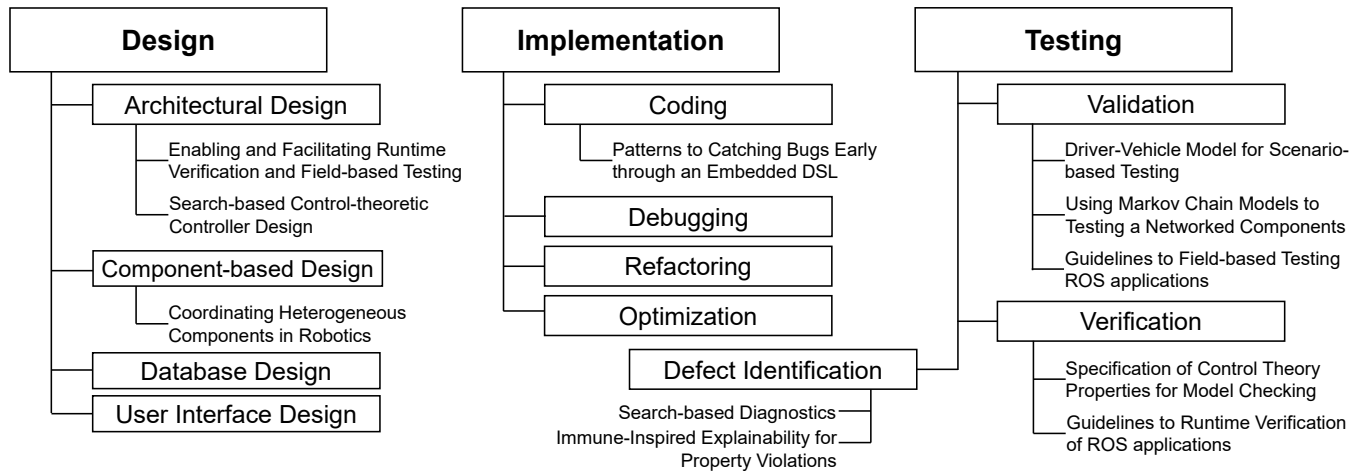 Design
Architectural Design
Enabling and Facilitating Runtime
Verification and Field-based Testing
Search-based Control-theoretic
Controller Design
Component-based Design
Coordinating Heterogeneous
Components in Robotics
Database Design
User Interface Design
Implementation
Coding
Patterns to Catching Bugs Early
through an Embedded DSL
Debugging
Refactoring
Optimization
Testing
Validation
Driver-Vehicle Model for Scenario-
based Testing
Using Markov Chain Models to
Testing a Networked Components
Guidelines to Field-based Testing
ROS applications
Verification
Specification of Control Theory
Properties for Model Checking
Guidelines to Runtime Verification
of ROS applications
Defect Identification
Search-based Diagnostics
Immune-Inspired Explainability for
Property Violations